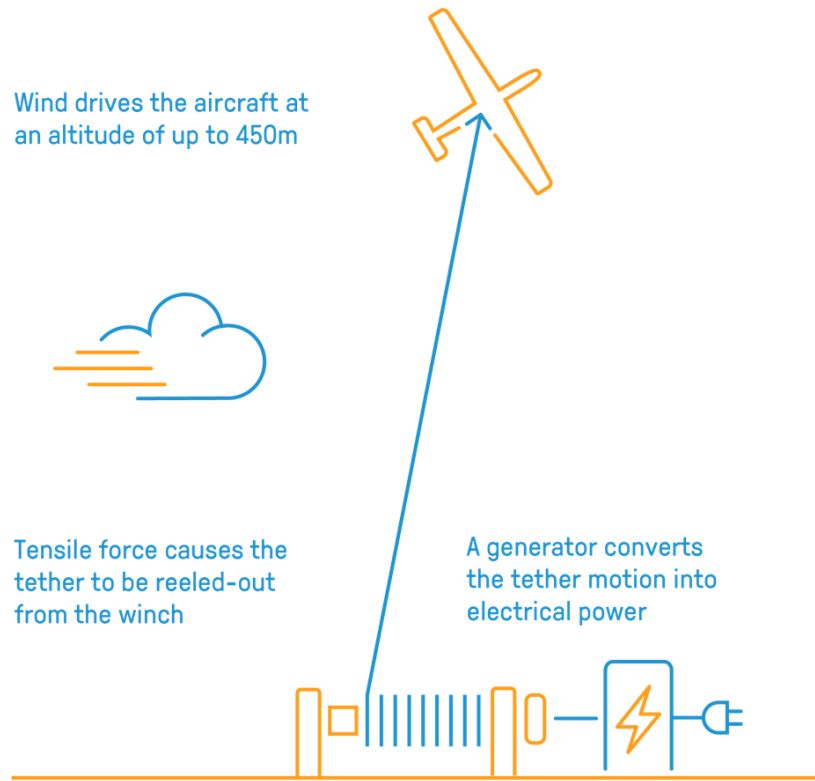 Wind drives the aircraft at
an altitude of up to 450m
Tensile force causes the
tether to be reeled-out
from the winch
A generator converts
the tether motion into
electrical power